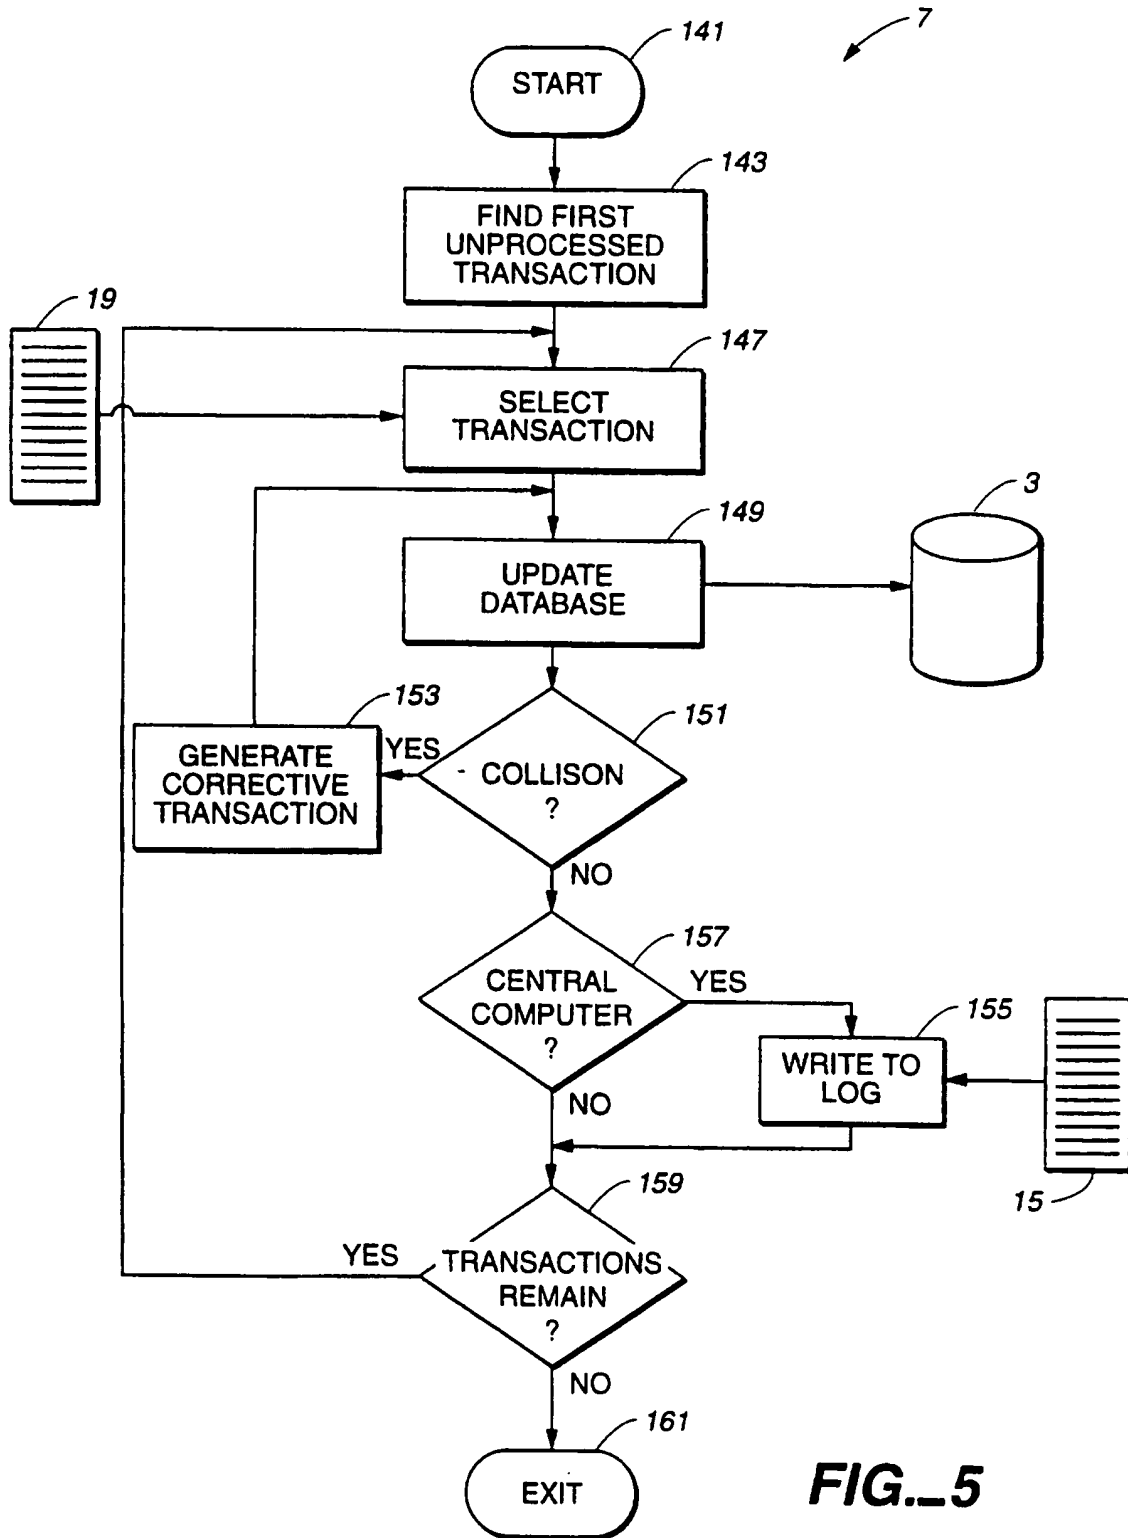 7
141
START
143
FIND FIRST
UNPROCESSED
TRANSACTION
19
147
SELECT
TRANSACTION
3
149
UPDATE
DATABASE
153
151
GENERATE
CORRECTIVE
TRANSACTION
YES
COLLISON
?
NO
157
CENTRAL
COMPUTER
?
YES
155
WRITE TO
LOG
NO
15
159
YES
TRANSACTIONS
REMAIN
?
NO
161
EXIT
FIG._5